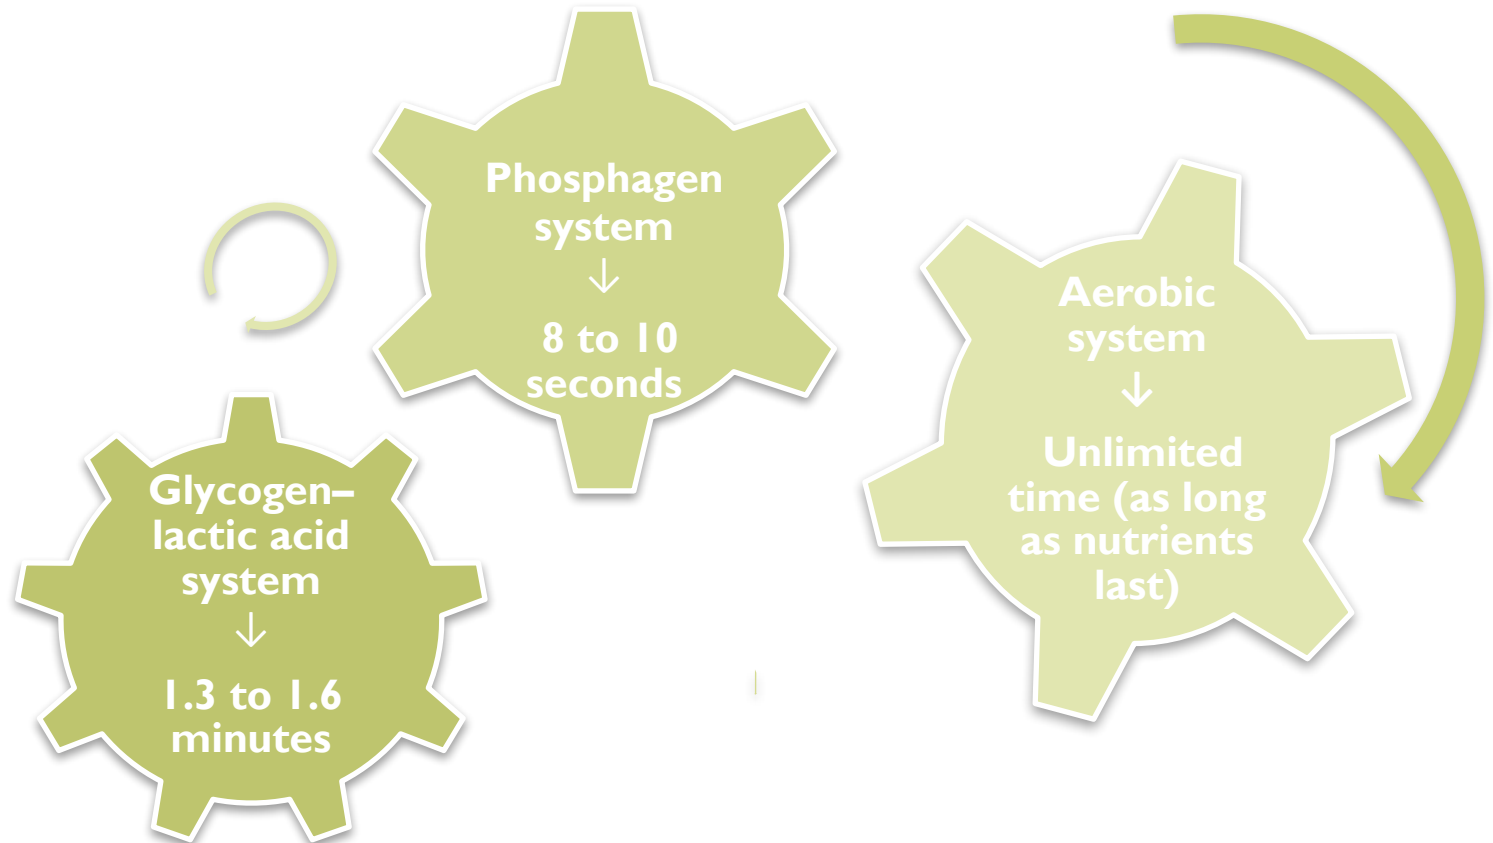 Phosphagen
system
↓
8 to 10
seconds
Aerobic
system
↓
Unlimited
time (as long
as nutrients
last)
Glycogen–
lactic acid
system
↓
1.3 to 1.6
minutes